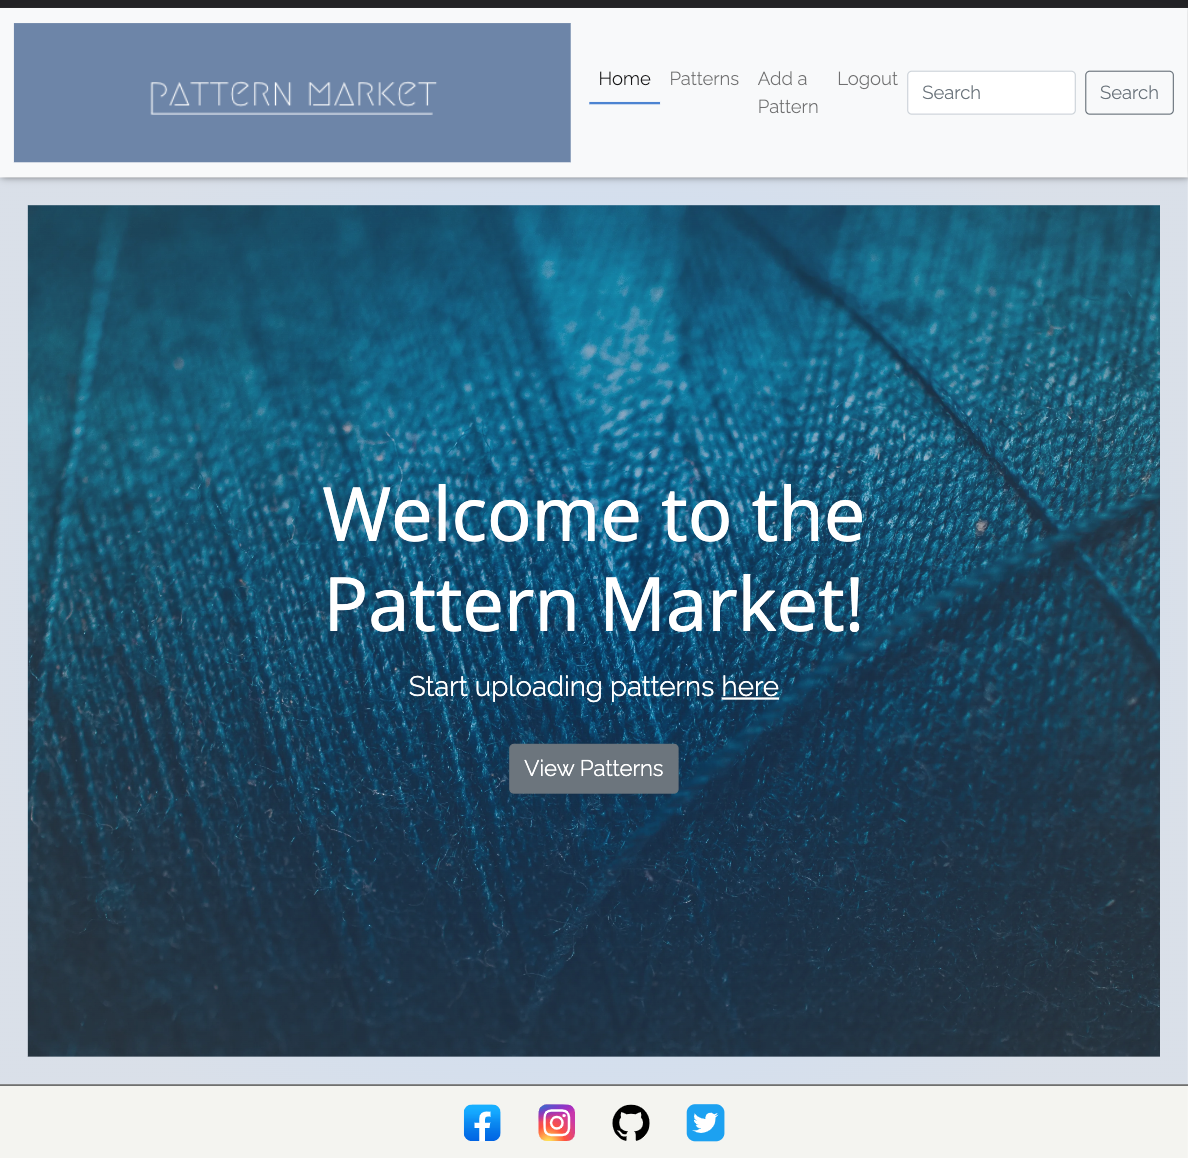 PATTERN MARKET
Home Patterns Add a Pattern Logout Search Search
Welcome to the
Pattern Market!
Start uploading patterns here
View Patterns